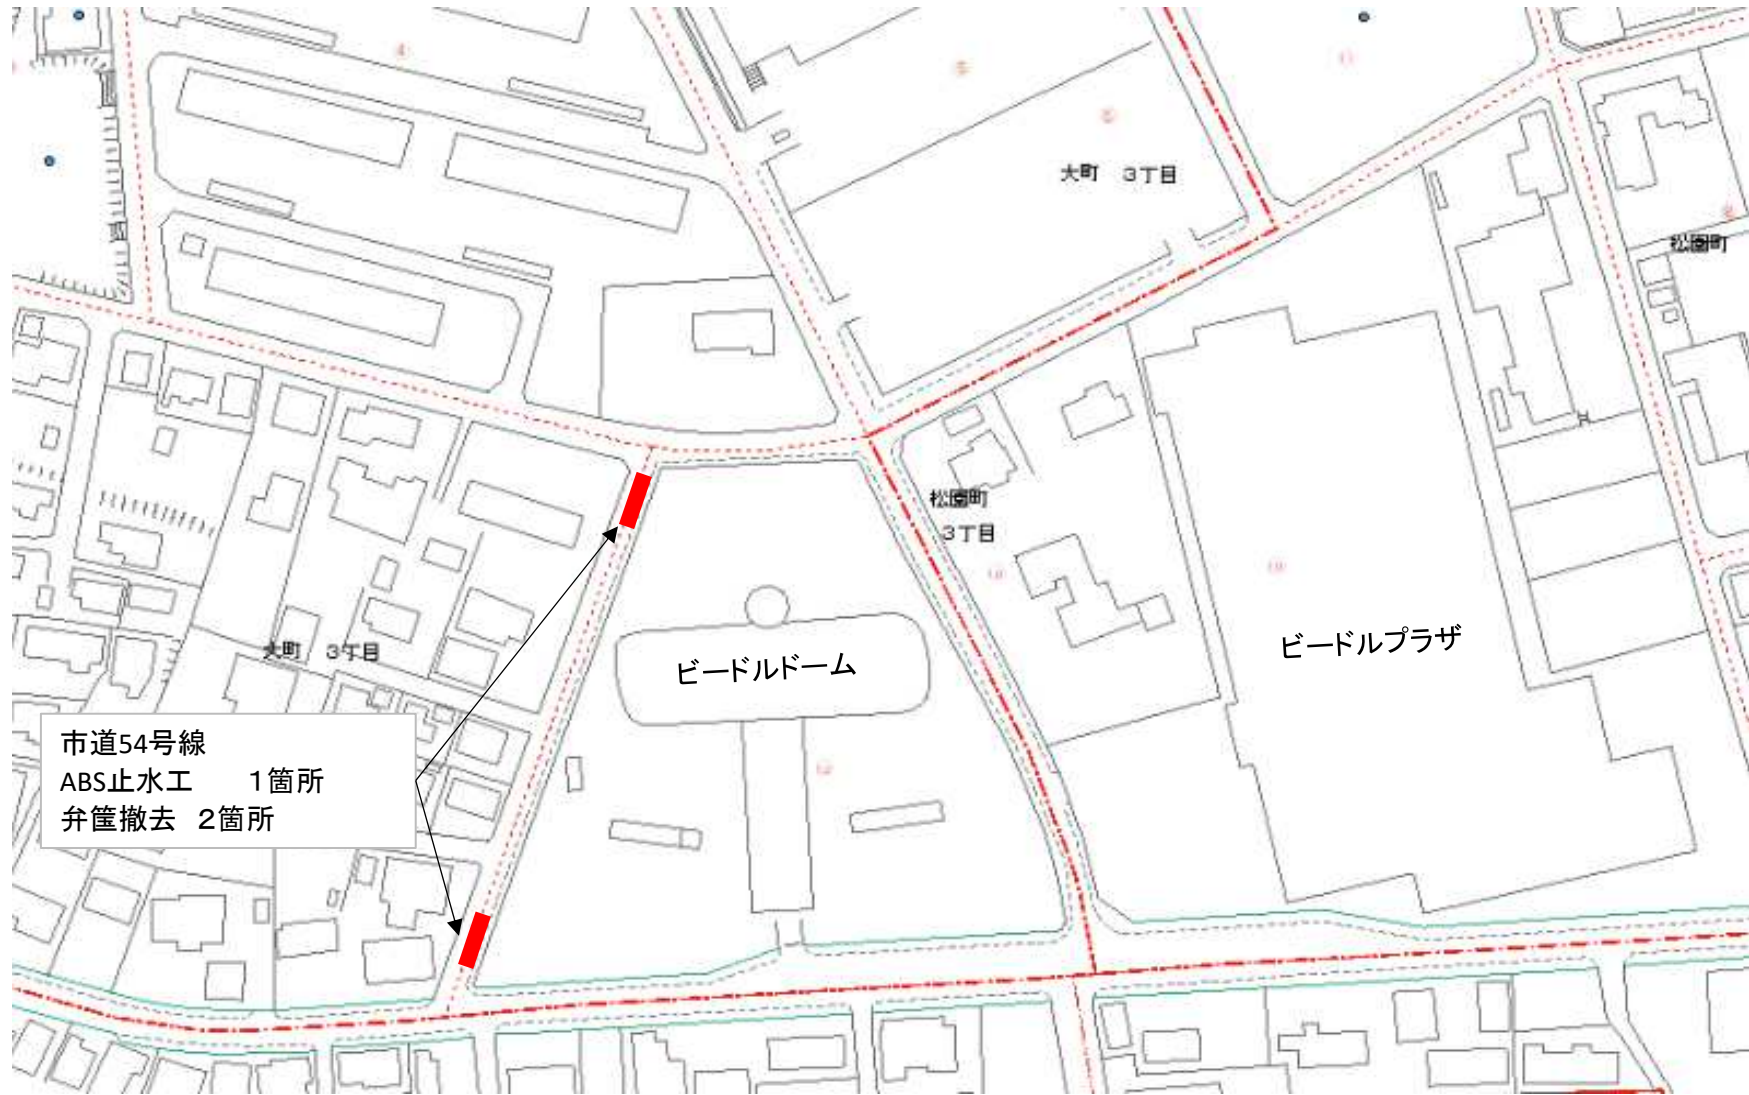 大町 3丁目
松園町
松園町
3丁目
ビードルプラザ
大町 3丁目
ビードルドーム
市道54号線
ABS止水工 1箇所
弁筐撤去 2箇所